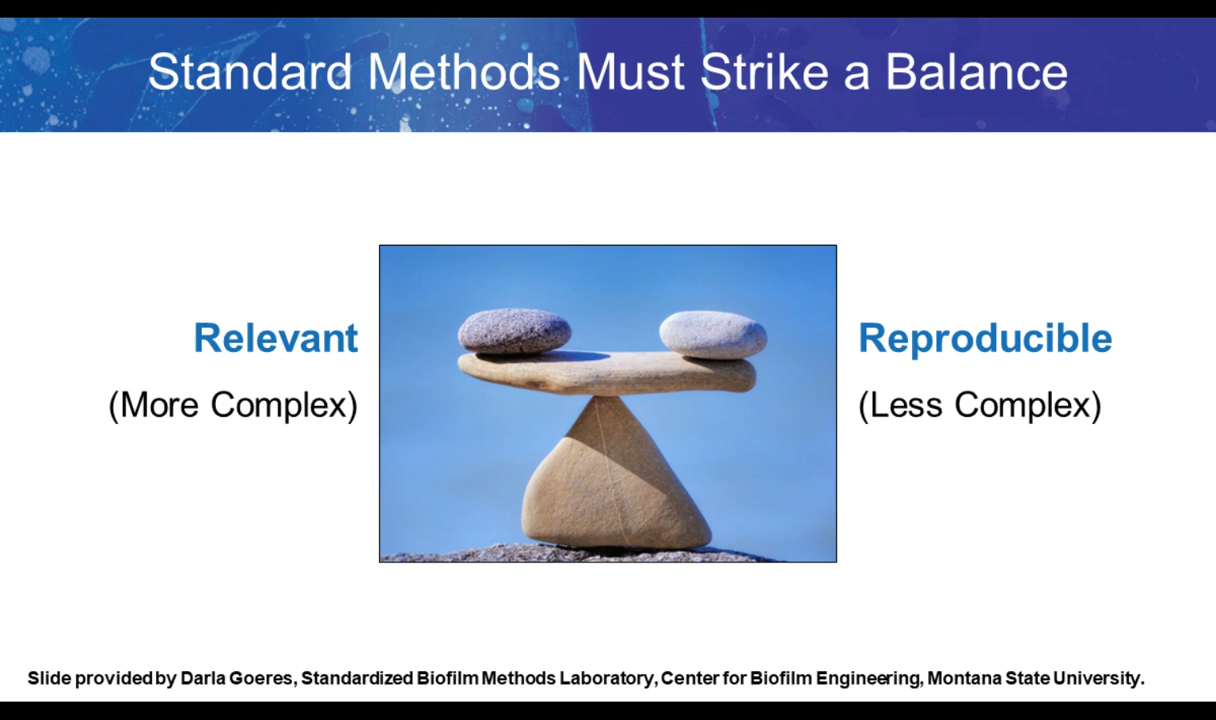 Standard Methods Must Strike a Balance
Relevant
(More Complex)
Reproducible
(Less Complex)
Slide provided by Darla Goeres, Standardized Biofilm Methods Laboratory, Center for Biofilm Engineering, Montana State University.